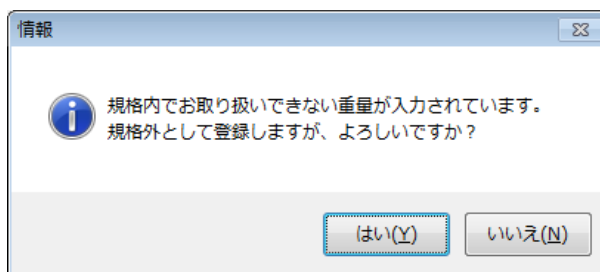 情報
規格内でお取り扱いできない重量が入力されています。
規格外として登録しますが、よろしいですか？
はい(Y)
いいえ(N)